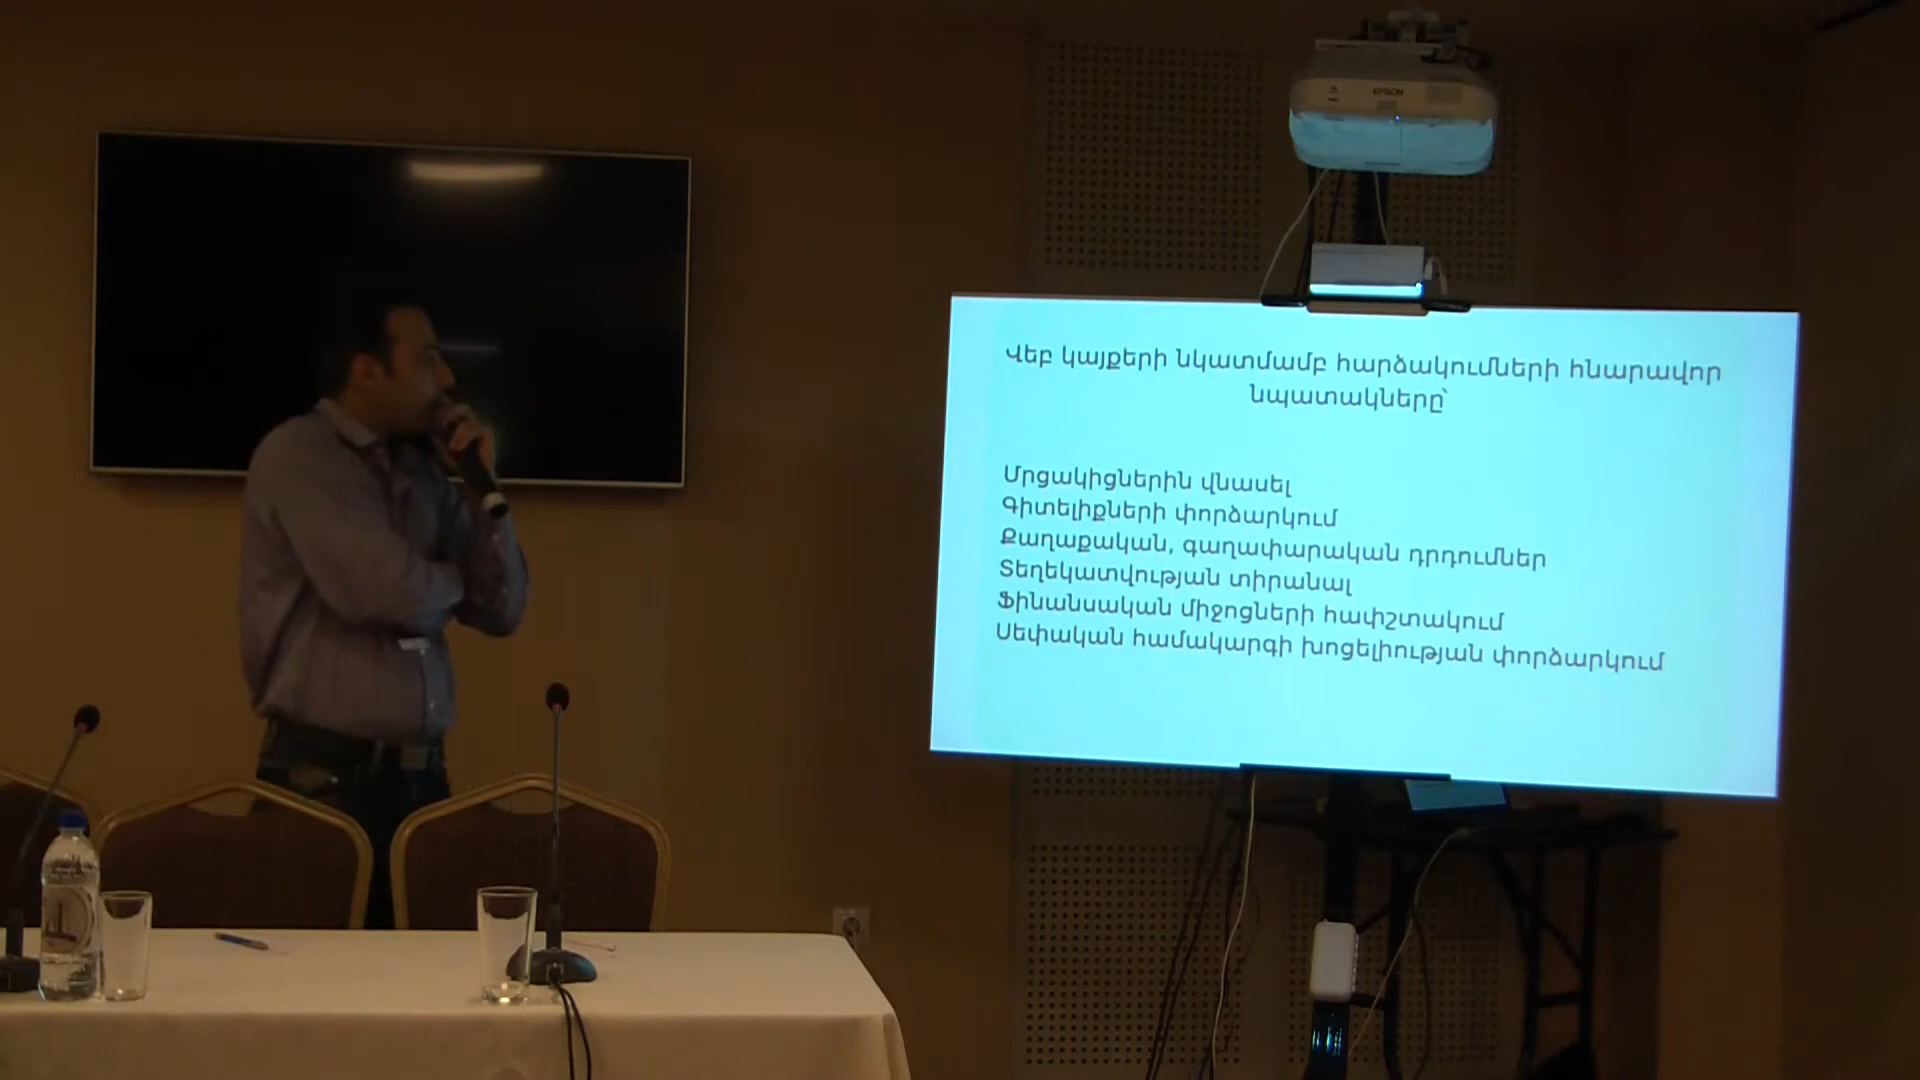 EPSON
Վեբ կայքերի նկատմամբ հարձակումների հնարավոր
նպատակները՝
Մրցակիցներին վնասել
Գիտելիքների փորձարկում
Քաղաքական, գաղափարական դրդումներ
Տեղեկատվության տիրանալ
Ֆինանսական միջոցների հափշտակում
Սեփական համակարգի խոցելիության փորձարկում